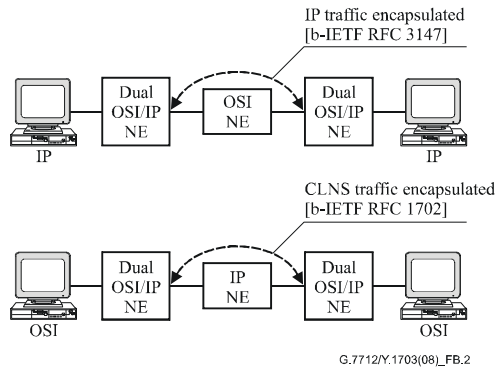 IP traffic encapsulated
[b-IETF RFC 3147]
Dual
OSI/IP
NE
OSI
NE
Dual
OSI/IP
NE
IP
IP
CLNS traffic encapsulated
[b-IETF RFC 1702]
Dual
OSI/IP
NE
IP
NE
Dual
OSI/IP
NE
OSI
OSI
G.7712/Y.1703(08)_FB.2